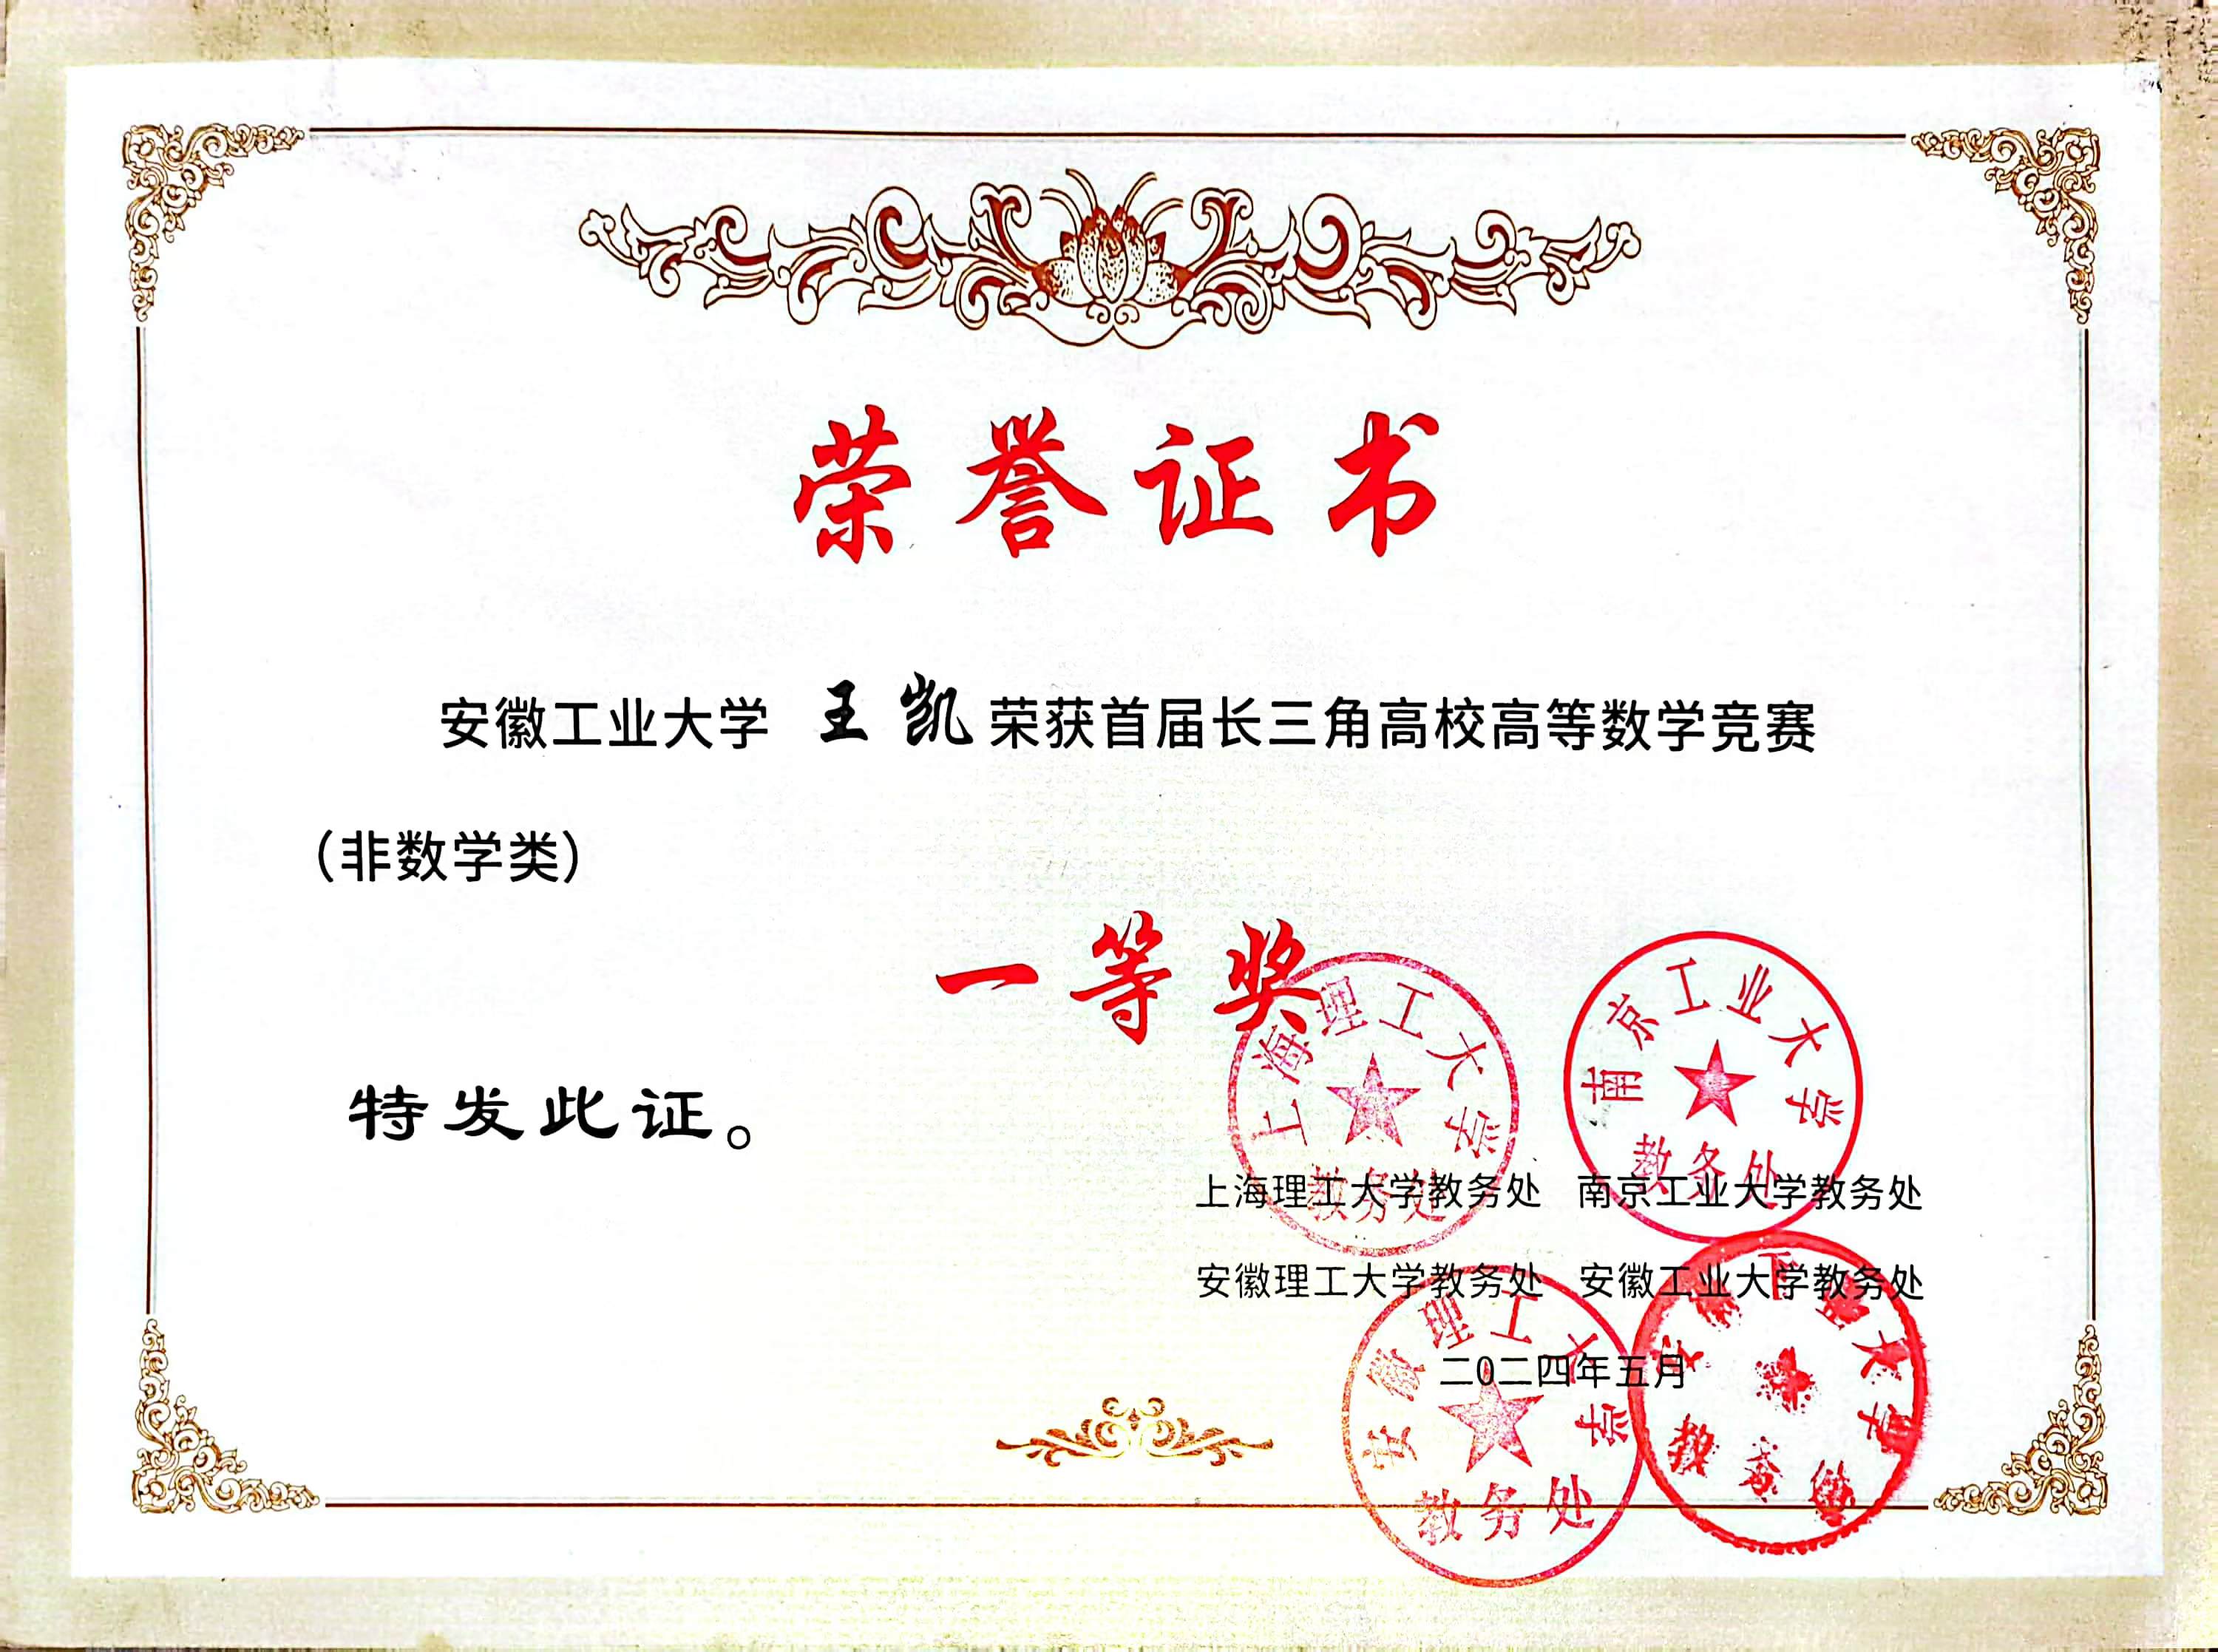 荣誉证书
安徽工业大学 王凯 荣获首届长三角高校高等数学竞赛
（非数学类）
一等奖
特发此证。
上海理工大学
教务处
南京工业大学
教务处
上海理工大学教务处 南京工业大学教务处
安徽理工大学教务处 安徽工业大学教务处
二0二四年五月
安徽理工大学
教务处
安徽工业大学
教务处